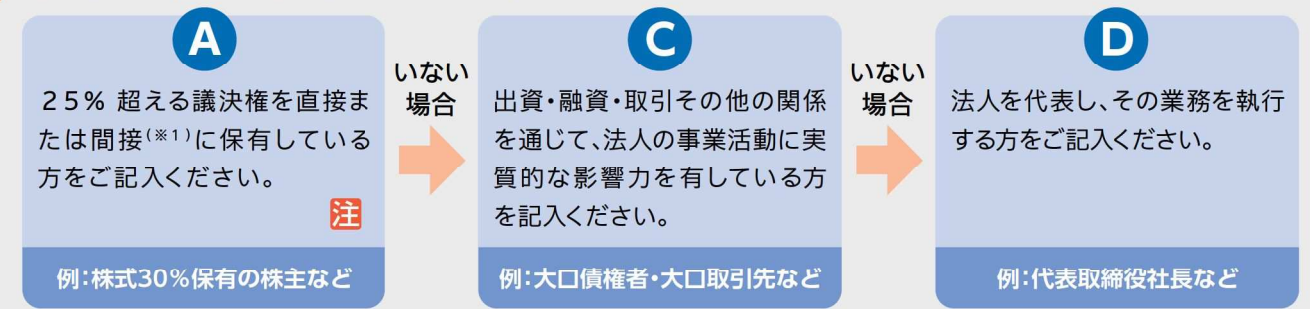 A
25% 超える議決権を直接ま
たは間接(※1)に保有している
方をご記入ください。
注
例:株式30%保有の株主など
いない
場合
C
出資・融資・取引その他の関係
を通じて、法人の事業活動に実
質的な影響力を有している方
を記入ください。
例:大口債権者・大口取引先など
いない
場合
D
法人を代表し、その業務を執行
する方をご記入ください。
例:代表取締役社長など